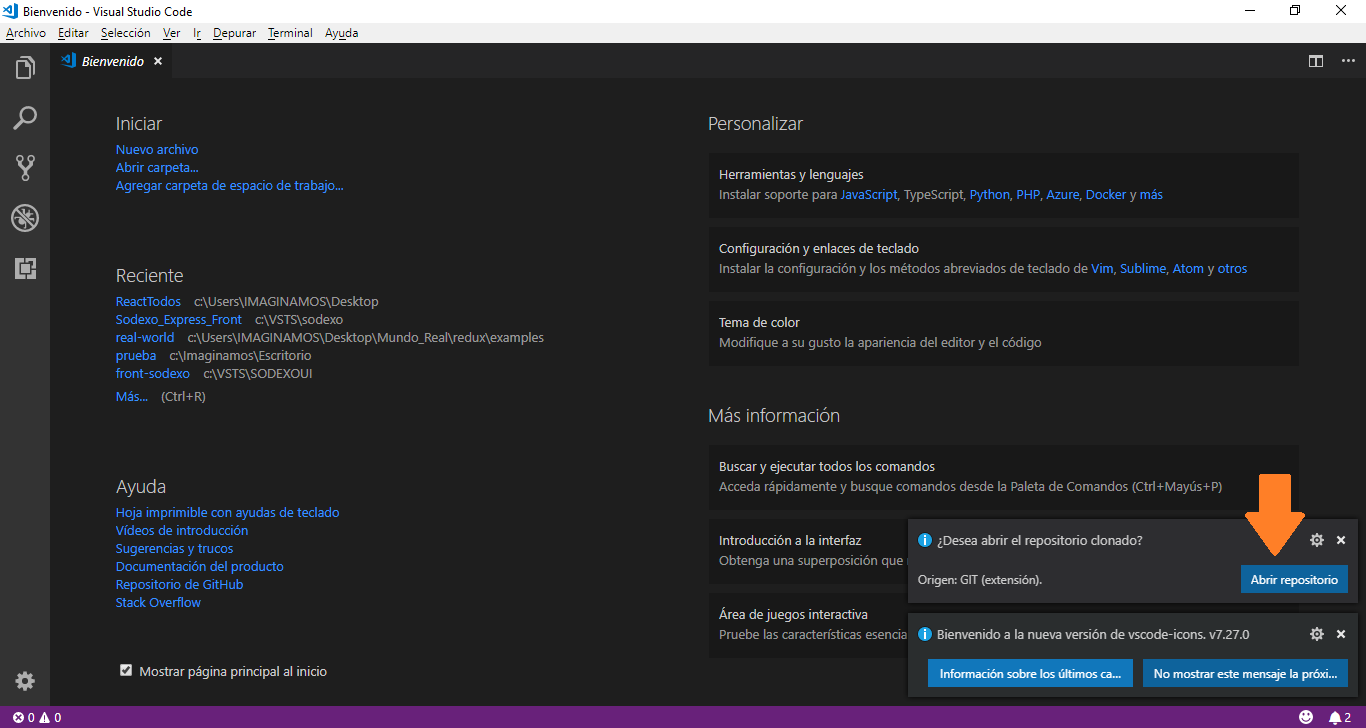 Bienvenido - Visual Studio Code
Archivo Editar Selección Ver Ir Depurar Terminal Ayuda
Bienvenido
Iniciar
Nuevo archivo
Abrir carpeta...
Agregar carpeta de espacio de trabajo...
Reciente
ReactTodos c:\Users\IMAGINAMOS\Desktop
Sodexo_Express_Front c:\VSTS\sodexo
real-world c:\Users\IMAGINAMOS\Desktop\Mundo_Real\redux\examples
prueba c:\Imaginamos\Escritorio
front-sodexo c:\VSTS\SODEXOUI
Más... (Ctrl+R)
Ayuda
Hoja imprimible con ayudas de teclado
Vídeos de introducción
Sugerencias y trucos
Documentación del producto
Repositorio de GitHub
Stack Overflow
Mostrar página principal al inicio
Personalizar
Herramientas y lenguajes
Instalar soporte para JavaScript, TypeScript, Python, PHP, Azure, Docker y más
Configuración y enlaces de teclado
Instalar la configuración y los métodos abreviados de teclado de Vim, Sublime, Atom y otros
Tema de color
Modifique a su gusto la apariencia del editor y el código
Más información
Buscar y ejecutar todos los comandos
Acceda rápidamente y busque comandos desde la Paleta de Comandos (Ctrl+Mayús+P)
Introducción a la interfaz
Obtenga una superposición que
Área de juegos interactiva
Pruebe las características esencia
¿Desea abrir el repositorio clonado?
Origen: GIT (extensión).
Abrir repositorio
Bienvenido a la nueva versión de vscode-icons. v7.27.0
Información sobre los últimos ca...
No mostrar este mensaje la próxi...
0 0
2